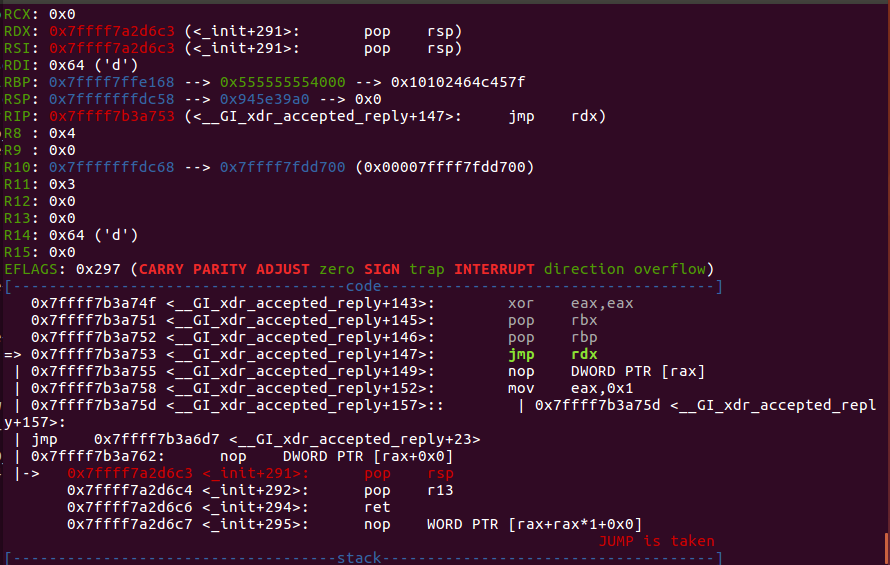 RCX: 0x0
RDX: 0x7ffff7a2d6c3 (<_init+291>: pop rsp)
RSI: 0x7ffff7a2d6c3 (<_init+291>: pop rsp)
RDI: 0x64 ('d')
RBP: 0x7ffff7ffe168 --> 0x555555554000 --> 0x10102464c457f
RSP: 0x7fffffffdc58 --> 0x945e39a0 --> 0x0
RIP: 0x7ffff7b3a753 (<__GI_xdr_accepted_reply+147>: jmp rdx)
R8 : 0x4
R9 : 0x0
R10: 0x7fffffffdc68 --> 0x7ffff7fdd700 (0x00007ffff7fdd700)
R11: 0x3
R12: 0x0
R13: 0x0
R14: 0x64 ('d')
R15: 0x0
EFLAGS: 0x297 (CARRY PARITY ADJUST zero SIGN trap INTERRUPT direction overflow)
[-------------------------------------code-------------------------------------]
0x7ffff7b3a74f <__GI_xdr_accepted_reply+143>: xor eax,eax
0x7ffff7b3a751 <__GI_xdr_accepted_reply+145>: pop rbx
0x7ffff7b3a752 <__GI_xdr_accepted_reply+146>: pop rbp
=> 0x7ffff7b3a753 <__GI_xdr_accepted_reply+147>: jmp rdx
| 0x7ffff7b3a755 <__GI_xdr_accepted_reply+149>: nop DWORD PTR [rax]
| 0x7ffff7b3a758 <__GI_xdr_accepted_reply+152>: mov eax,0x1
| 0x7ffff7b3a75d <__GI_xdr_accepted_reply+157>:: | 0x7ffff7b3a75d <__GI_xdr_accepted_repl
y+157>:
| jmp 0x7ffff7b3a6d7 <__GI_xdr_accepted_reply+23>
| 0x7ffff7b3a762: nop DWORD PTR [rax+0x0]
|-> 0x7ffff7a2d6c3 <_init+291>: pop rsp
0x7ffff7a2d6c4 <_init+292>: pop r13
0x7ffff7a2d6c6 <_init+294>: ret
0x7ffff7a2d6c7 <_init+295>: nop WORD PTR [rax+rax*1+0x0]
JUMP is taken
[------------------------------------stack-------------------------------------]